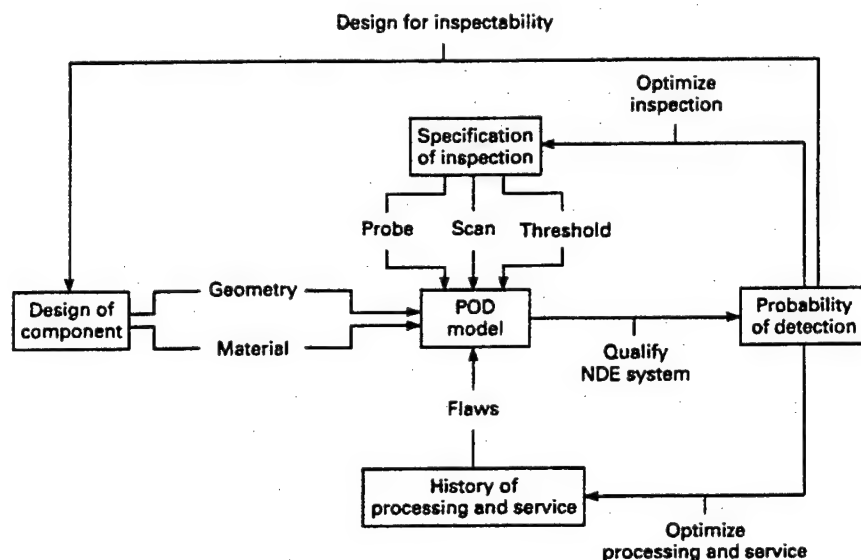 Design for inspectability
Optimize
inspection
Specification
of inspection
Probe
Scan
Threshold
Geometry
Design of
component
Material
POD
model
Probability
of detection
Qualify
NDE system
Flaws
History of
processing and service
Optimize
processing and service